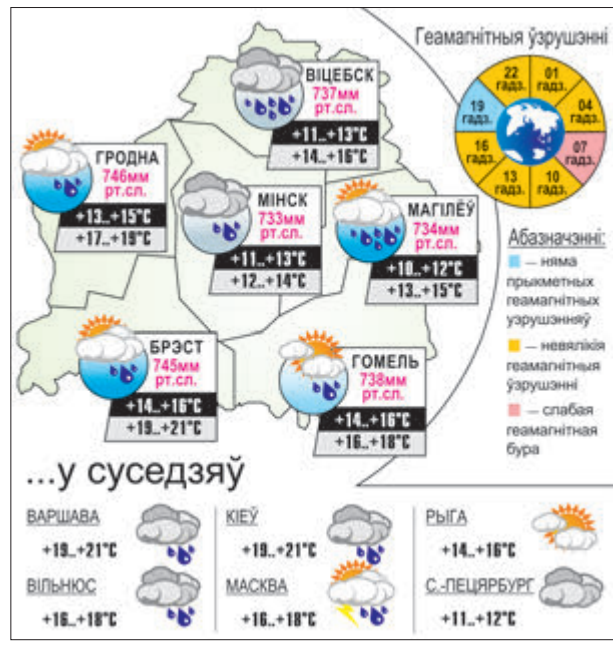 Геамагнітныя ўзрушэнні
22 гадз.
01 гадз.
04 гадз.
07 гадз.
10 гадз.
13 гадз.
16 гадз.
19 гадз.
ВІЦЕБСК
737мм
рт.сл.
+11..+13°C
+14..+16°C
ГРОДНА
746мм
рт.сл.
+13..+15°C
+17..+19°C
МІНСК
733мм
рт.сл.
+11..+13°C
+12..+14°C
МАГІЛЁЎ
734мм
рт.сл.
+10..+12°C
+13..+15°C
БРЭСТ
745мм
рт.сл.
+14..+16°C
+19..+21°C
ГОМЕЛЬ
738мм
рт.сл.
+14..+16°C
+16..+18°C
Абазначэнні:
— няма
прыкметных
геамагнітных
узрушэнняў
— невялікія
геамагнітныя
ўзрушэнні
— слабая
геамагнітная
бура
...у суседзяў
ВАРШАВА
+19..+21°C
КІЕЎ
+19..+21°C
РЫГА
+14..+16°C
ВІЛЬНЮС
+16..+18°C
МАСКВА
+16..+18°C
С.-ПЕЦЯРБУРГ
+11..+12°C